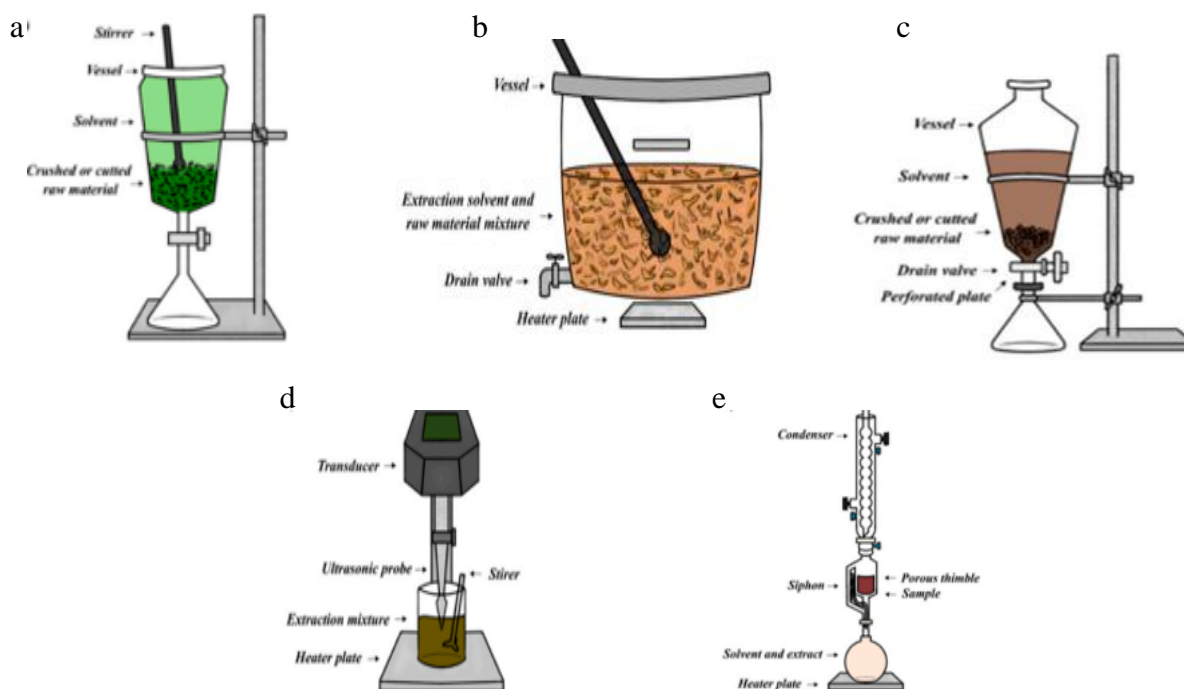 a
Stirrer
Vessel
Solvent
Crushed or cutted
raw material
b
Vessel
Extraction solvent and
raw material mixture
Drain valve
Heater plate
c
Vessel
Solvent
Crushed or cutted
raw material
Drain valve
Perforated plate
d
Transducer
Ultrasonic probe
Stirer
Extraction mixture
Heater plate
e
Condenser
Siphon
Porous thimble
Sample
Solvent and extract
Heater plate